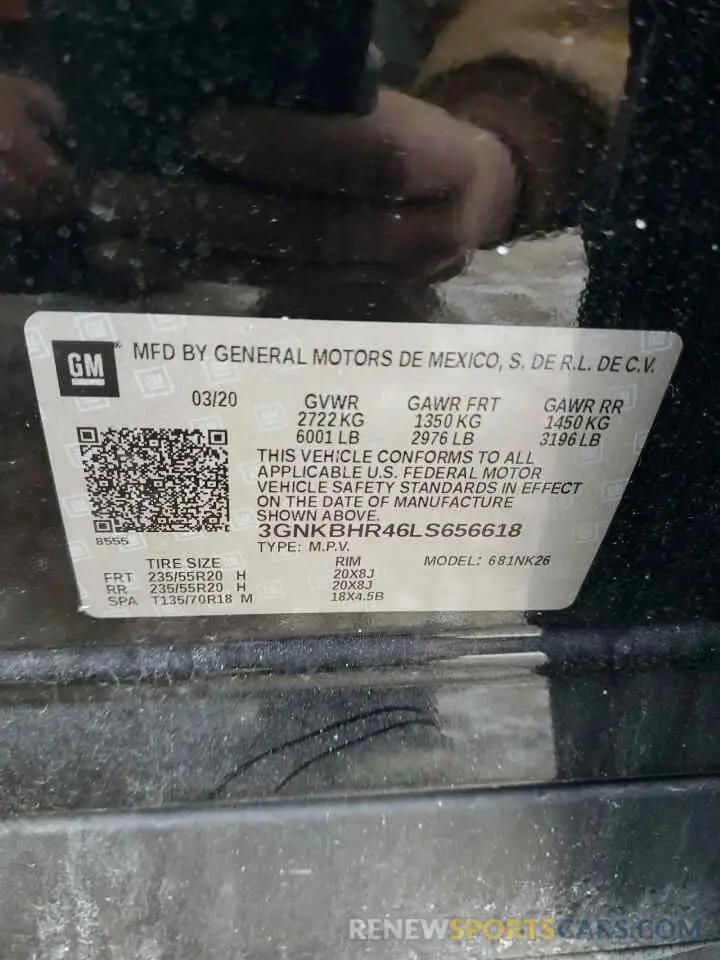 GM ® MFD BY GENERAL MOTORS DE MEXICO, S. DE R.L. DE C.V.
03/20 GVWR GAWR FRT GAWR RR
2722 KG 1350 KG 1450 KG
6001 LB 2976 LB 3196 LB
THIS VEHICLE CONFORMS TO ALL
APPLICABLE U.S. FEDERAL MOTOR
VEHICLE SAFETY STANDARDS IN EFFECT
ON THE DATE OF MANUFACTURE
SHOWN ABOVE.
8555
3GNKBHR46LS656618
TYPE: M.P.V. MODEL: 681NK26
TIRE SIZE RIM
FRT 235/55R20 H 20X8J
RR 235/55R20 H 20X8J
SPA T135/70R18 M 18X4.5B
RENEWSPORTSCARS.COM